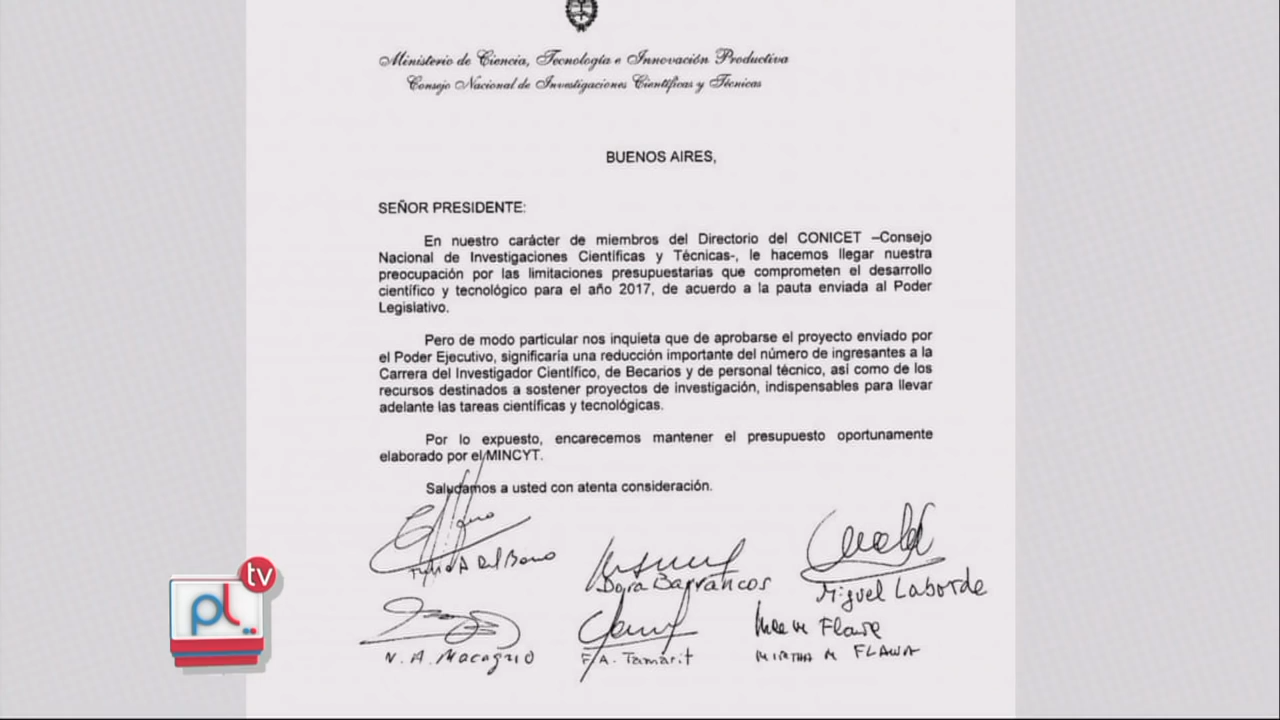 Ministerio de Ciencia, Tecnología e Innovación Productiva
Consejo Nacional de Investigaciones Científicas y Técnicas
BUENOS AIRES,
SEÑOR PRESIDENTE:
En nuestro carácter de miembros del Directorio del CONICET –Consejo
Nacional de Investigaciones Científicas y Técnicas-, le hacemos llegar nuestra
preocupación por las limitaciones presupuestarias que comprometen el desarrollo
científico y tecnológico para el año 2017, de acuerdo a la pauta enviada al Poder
Legislativo.
Pero de modo particular nos inquieta que de aprobarse el proyecto enviado por
el Poder Ejecutivo, significaría una reducción importante del número de ingresantes a la
Carrera del Investigador Científico, de Becarios y de personal técnico, así como de los
recursos destinados a sostener proyectos de investigación, indispensables para llevar
adelante las tareas científicas y tecnológicas.
Por lo expuesto, encarecemos mantener el presupuesto oportunamente
elaborado por el MINCYT.
Saludamos a usted con atenta consideración.
Dora Barrancos
Miguel Laborde
N. A. Macagno
F. A. Tamarit
MIRTHA M FLAWIA
pl..
tv